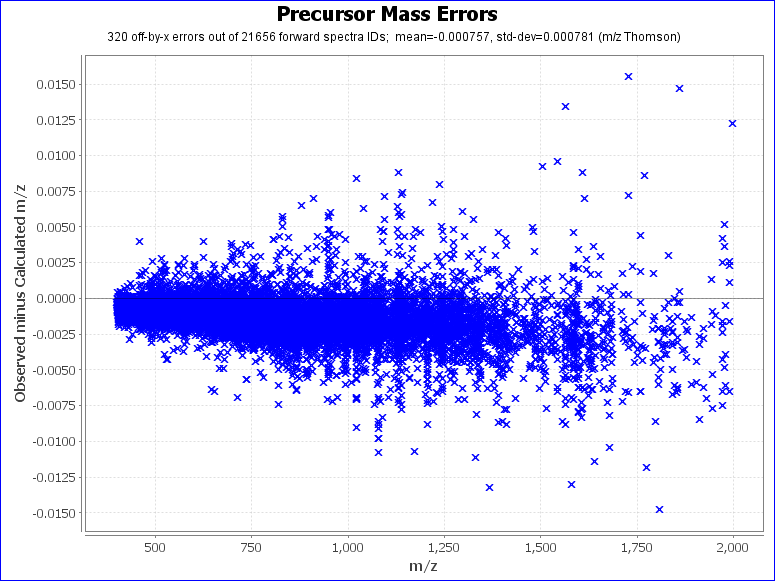 Precursor Mass Errors
320 off-by-x errors out of 21656 forward spectra IDs; mean=-0.000757, std-dev=0.000781 (m/z Thomson)
Observed minus Calculated m/z
0.0150
0.0125
0.0100
0.0075
0.0050
0.0025
0.0000
-0.0025
-0.0050
-0.0075
-0.0100
-0.0125
-0.0150
500 750 1,000 1,250 1,500 1,750 2,000
m/z